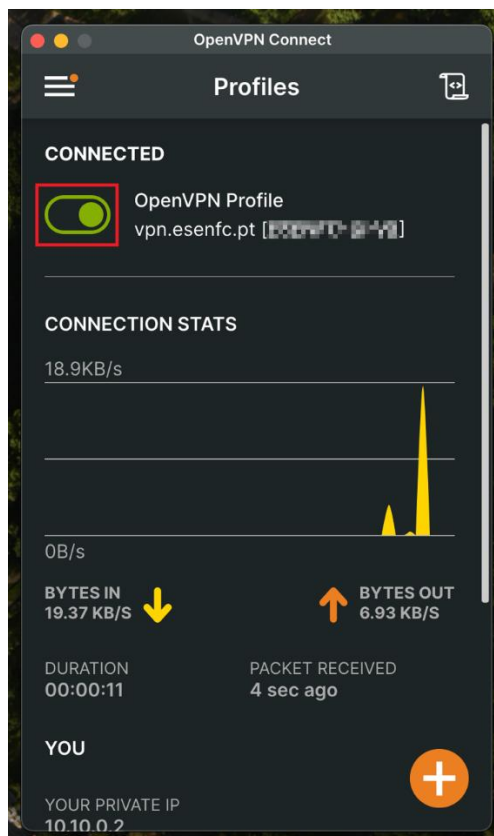 OpenVPN Connect
Profiles
CONNECTED
OpenVPN Profile
vpn.esenfc.pt [ ]
CONNECTION STATS
18.9KB/s
0B/s
BYTES IN
19.37 KB/S
BYTES OUT
6.93 KB/S
DURATION
00:00:11
PACKET RECEIVED
4 sec ago
YOU
YOUR PRIVATE IP
10.10.0.2